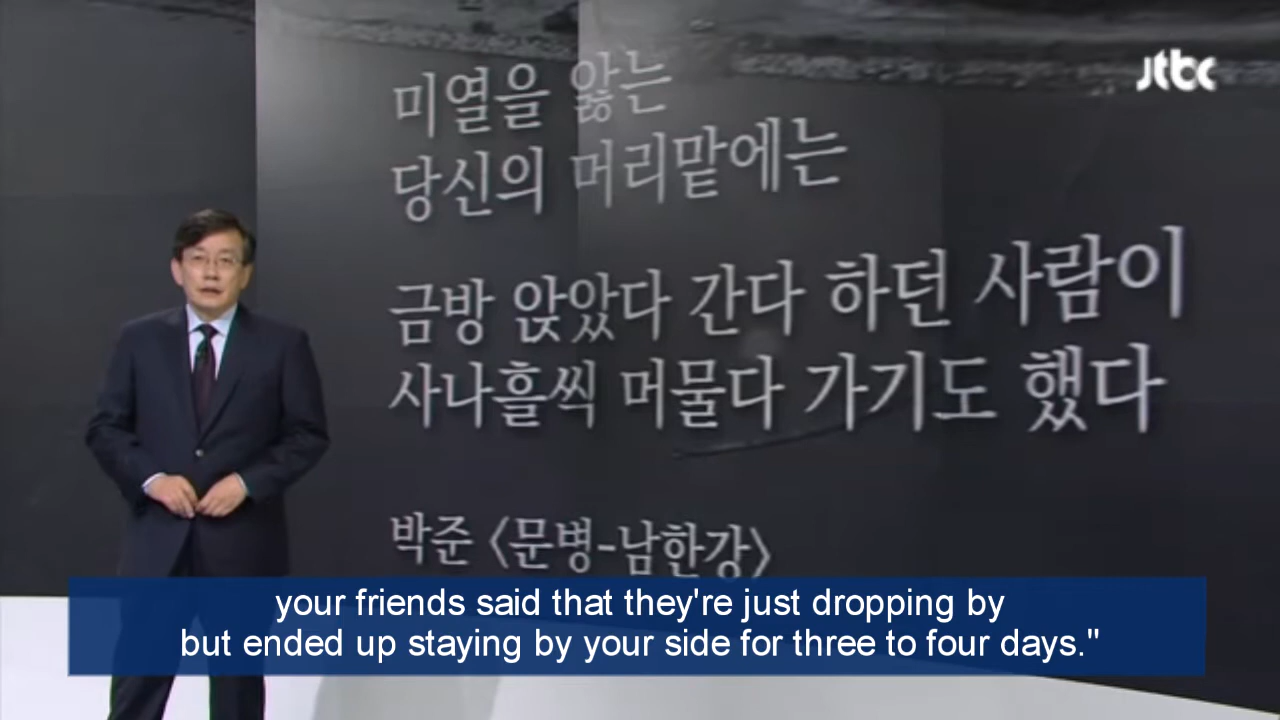 jtbc
미열을 앓는
당신의 머리맡에는
금방 앉았다 간다 하던 사람이
사나흘씩 머물다 가기도 했다
박준 〈문병-남한강〉
your friends said that they're just dropping by
but ended up staying by your side for three to four days."